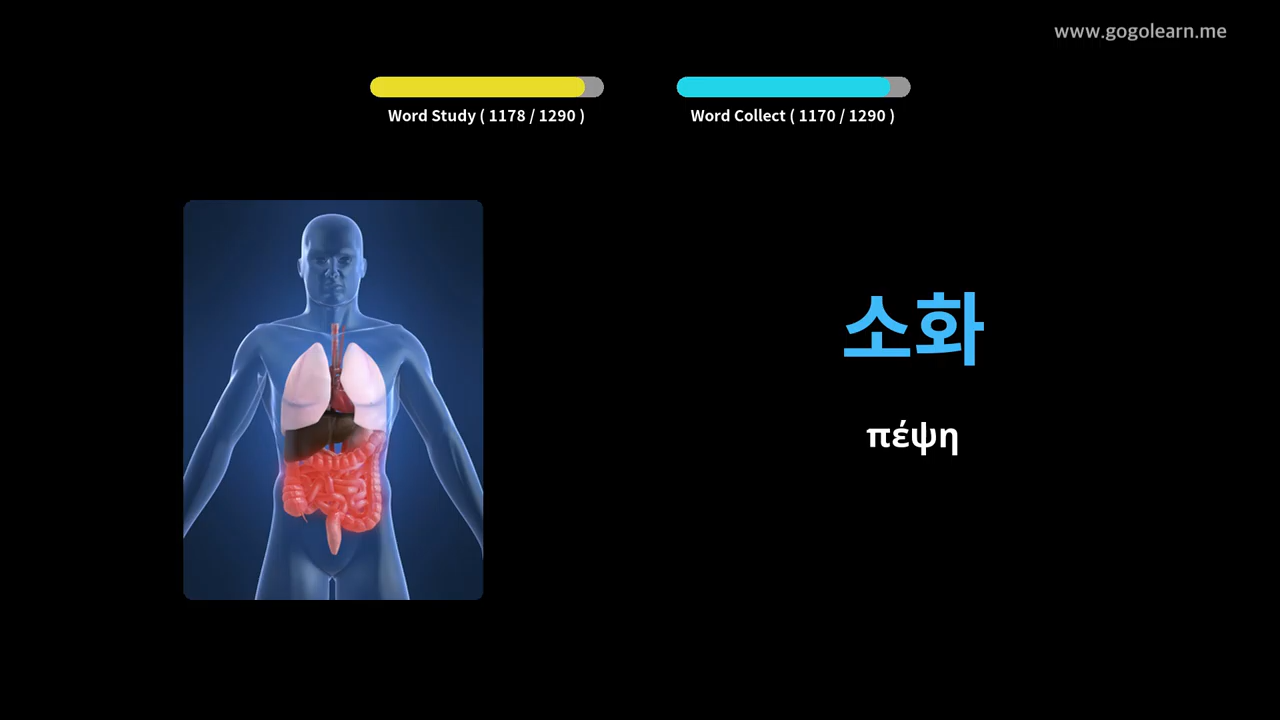 www.gogolearn.me
Word Study ( 1178 / 1290 )
Word Collect ( 1170 / 1290 )
소화
πέψη